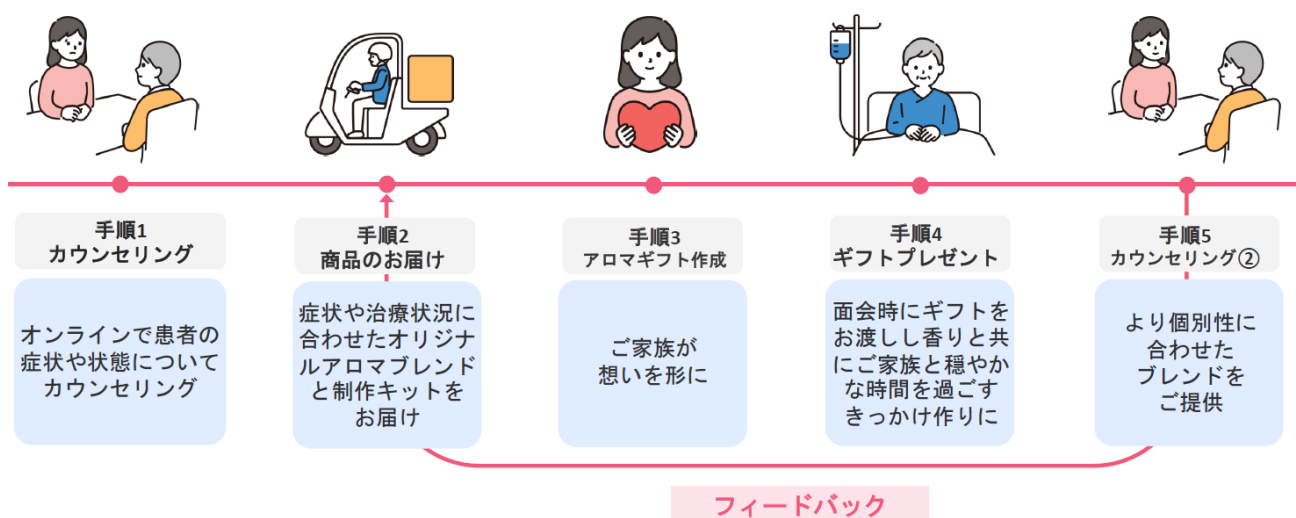 手順1
カウンセリング
オンラインで患者の
症状や状態について
カウンセリング
手順2
商品のお届け
症状や治療状況に
合わせたオリジナ
ルアロマブレンド
と制作キットを
お届け
手順3
アロマギフト作成
ご家族が
想いを形に
手順4
ギフトプレゼント
面会時にギフトを
お渡しし香りと共
にご家族と穏やか
な時間を過ごす
きっかけ作りに
手順5
カウンセリング②
より個別性に
合わせた
ブレンドを
ご提供
フィードバック